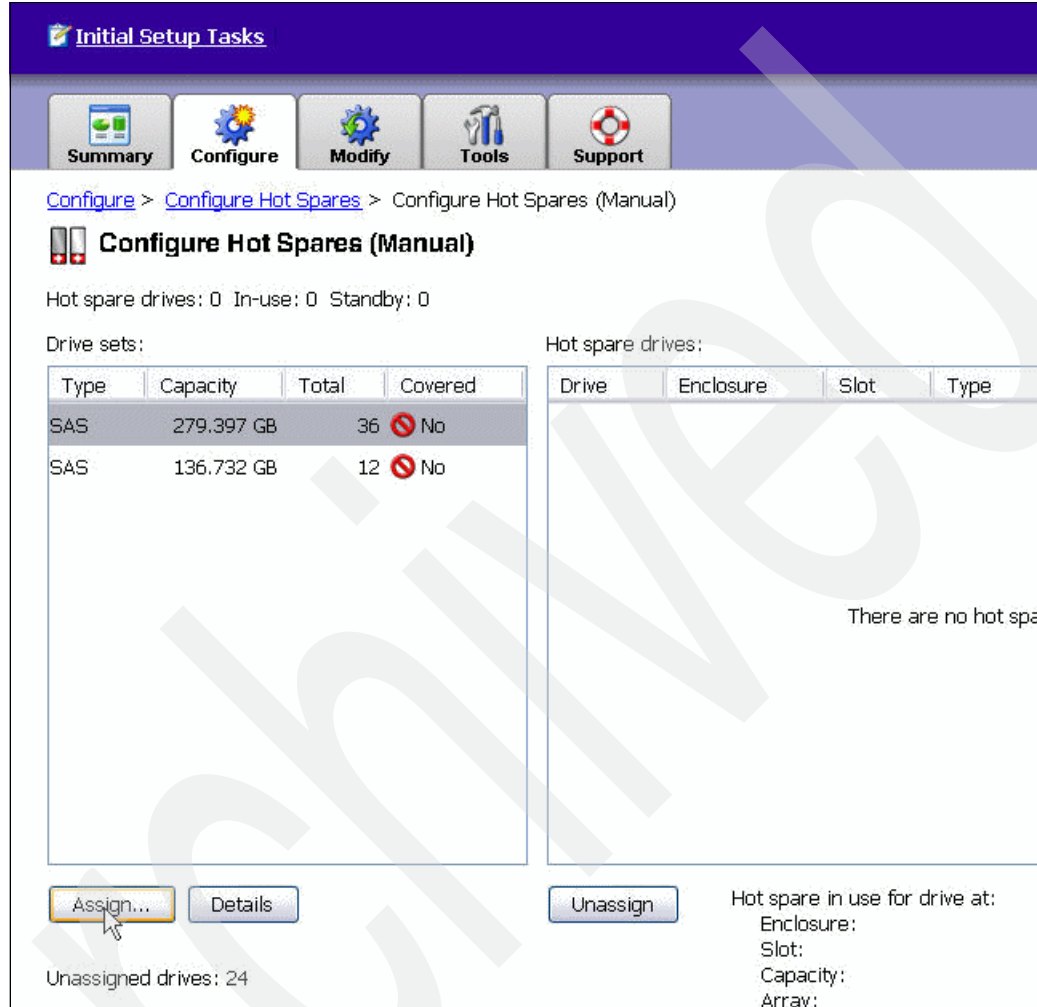 Initial Setup Tasks
Summary Configure Modify Tools Support
Configure > Configure Hot Spares > Configure Hot Spares (Manual)
Configure Hot Spares (Manual)
Hot spare drives: 0 In-use: 0 Standby: 0
Drive sets:
Type Capacity Total Covered
SAS 279.397 GB 36 No
SAS 136.732 GB 12 No
Assign... Details
Unassigned drives: 24
Hot spare drives:
Drive Enclosure Slot Type
There are no hot spa
Unassign
Hot spare in use for drive at:
Enclosure:
Slot:
Capacity:
Array:
rchived